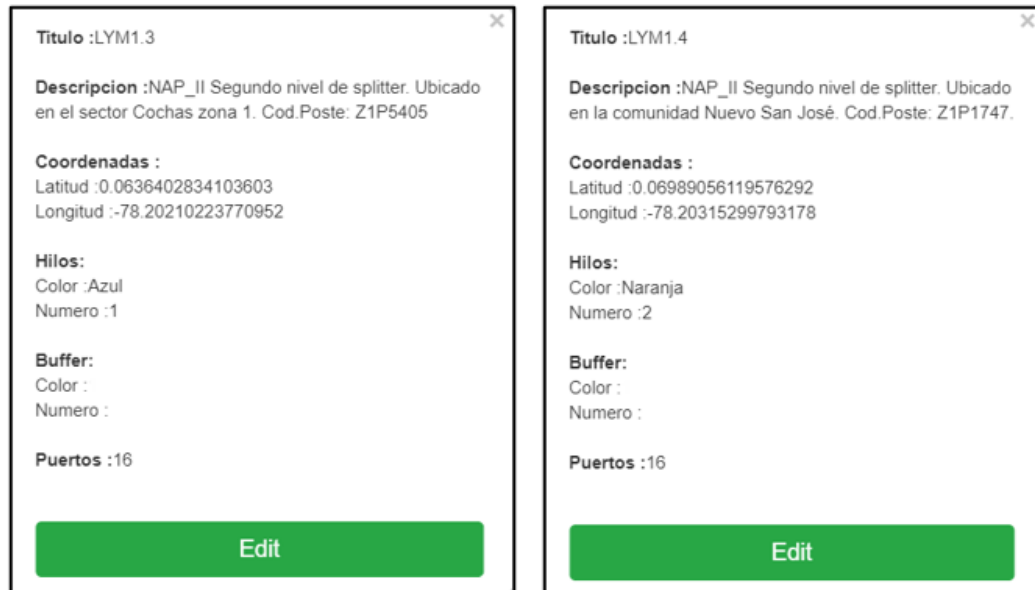 ×
Titulo :LYM1.3
Descripcion :NAP_II Segundo nivel de splitter. Ubicado
en el sector Cochas zona 1. Cod.Poste: Z1P5405
Coordenadas :
Latitud :0.0636402834103603
Longitud :-78.20210223770952
Hilos:
Color :Azul
Numero :1
Buffer:
Color :
Numero :
Puertos :16
Edit
×
Titulo :LYM1.4
Descripcion :NAP_II Segundo nivel de splitter. Ubicado
en la comunidad Nuevo San José. Cod.Poste: Z1P1747.
Coordenadas :
Latitud :0.06989056119576292
Longitud :-78.20315299793178
Hilos:
Color :Naranja
Numero :2
Buffer:
Color :
Numero :
Puertos :16
Edit